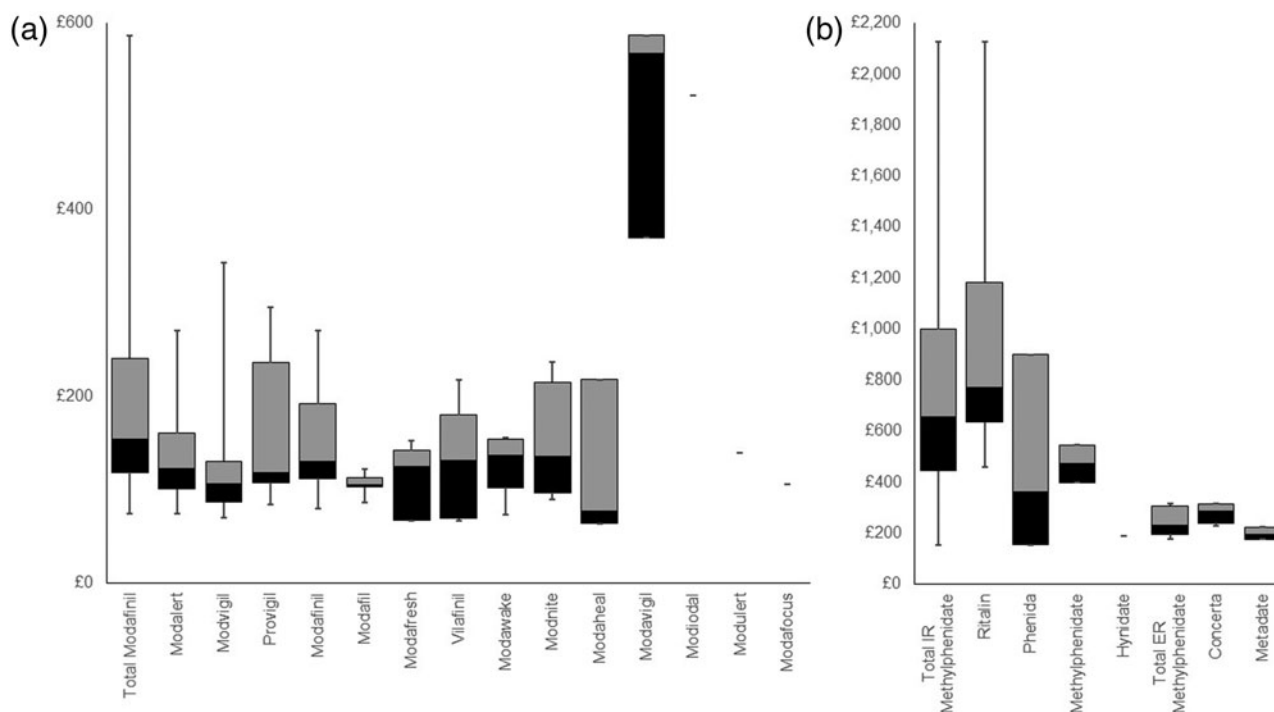 (a)
£600
£400
£200
£0
Total Modafinil
Modalert
Modvigil
Provigil
Modafinil
Modafil
Modafresh
Vilafinil
Modawake
Modnite
Modaheal
Modavigil
Modiodal
Modulert
Modafocus
(b)
£2,200
£2,000
£1,800
£1,600
£1,400
£1,200
£1,000
£800
£600
£400
£200
£0
Total IR
Methylphenidate
Ritalin
Phenida
Methylphenidate
Hynidate
Total ER
Methylphenidate
Concerta
Metadate